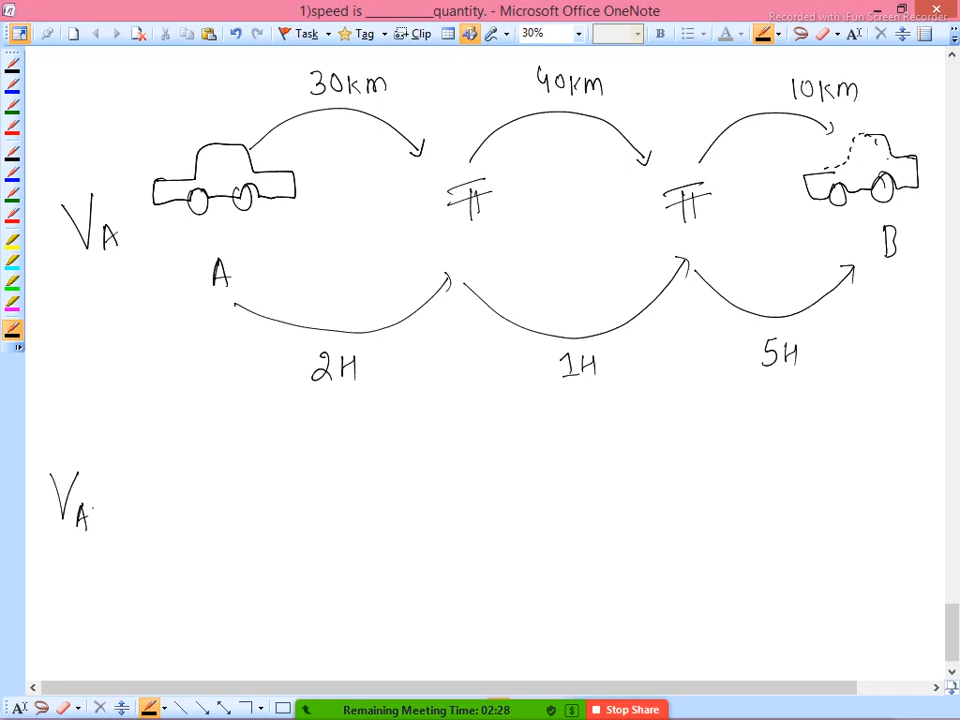 1)speed is __________quantity. - Microsoft Office OneNote
Recorded with iFun Screen Recorder
Task Tag Clip 30% B A A
30km 40km 10km
VA
A B
2H 1H 5H
VA
Remaining Meeting Time: 02:28 Stop Share